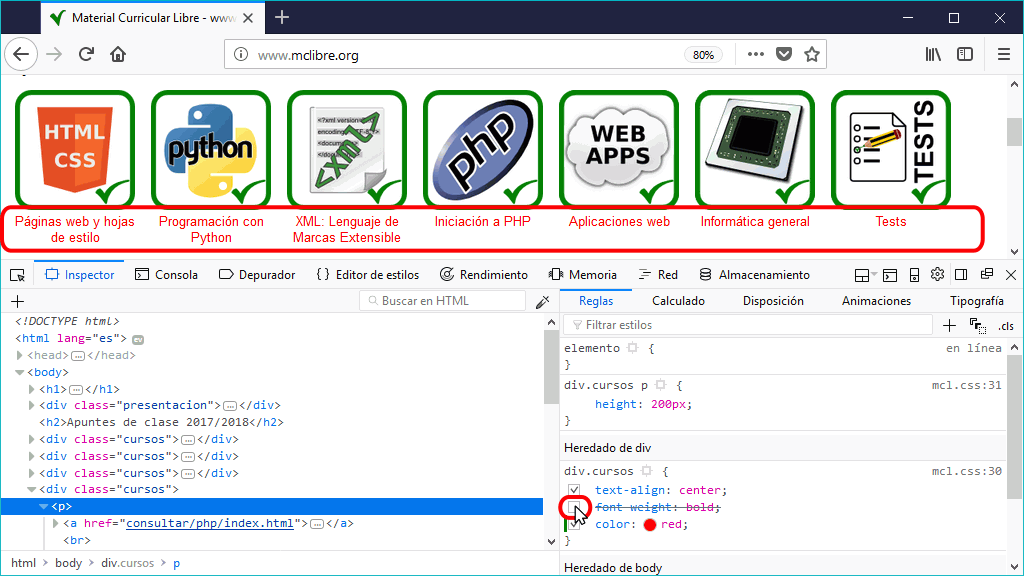 Material Curricular Libre - www
www.mclibre.org
80%
HTML
CSS
python
<?xml version=
encoding=
<document>
</document>
<xml>
php
WEB
APPS
TESTS
Páginas web y hojas
de estilo
Programación con
Python
XML: Lenguaje de
Marcas Extensible
Iniciación a PHP
Aplicaciones web
Informática general
Tests
Inspector
Consola
Depurador
{ } Editor de estilos
Rendimiento
Memoria
Red
Almacenamiento
+
Buscar en HTML
<!DOCTYPE html>
<html lang="es"> ev
<head>…</head>
<body>
<h1>…</h1>
<div class="presentacion">…</div>
<h2>Apuntes de clase 2017/2018</h2>
<div class="cursos">…</div>
<div class="cursos">…</div>
<div class="cursos">…</div>
<div class="cursos">
<p>
<a href="consultar/php/index.html">…</a>
<br>
html > body > div.cursos > p
Reglas
Calculado
Disposición
Animaciones
Tipografía
Filtrar estilos
+ .cls
elemento { en línea
}
div.cursos p { mcl.css:31
height: 200px;
}
Heredado de div
div.cursos { mcl.css:30
text-align: center;
font-weight: bold;
color: red;
}
Heredado de body